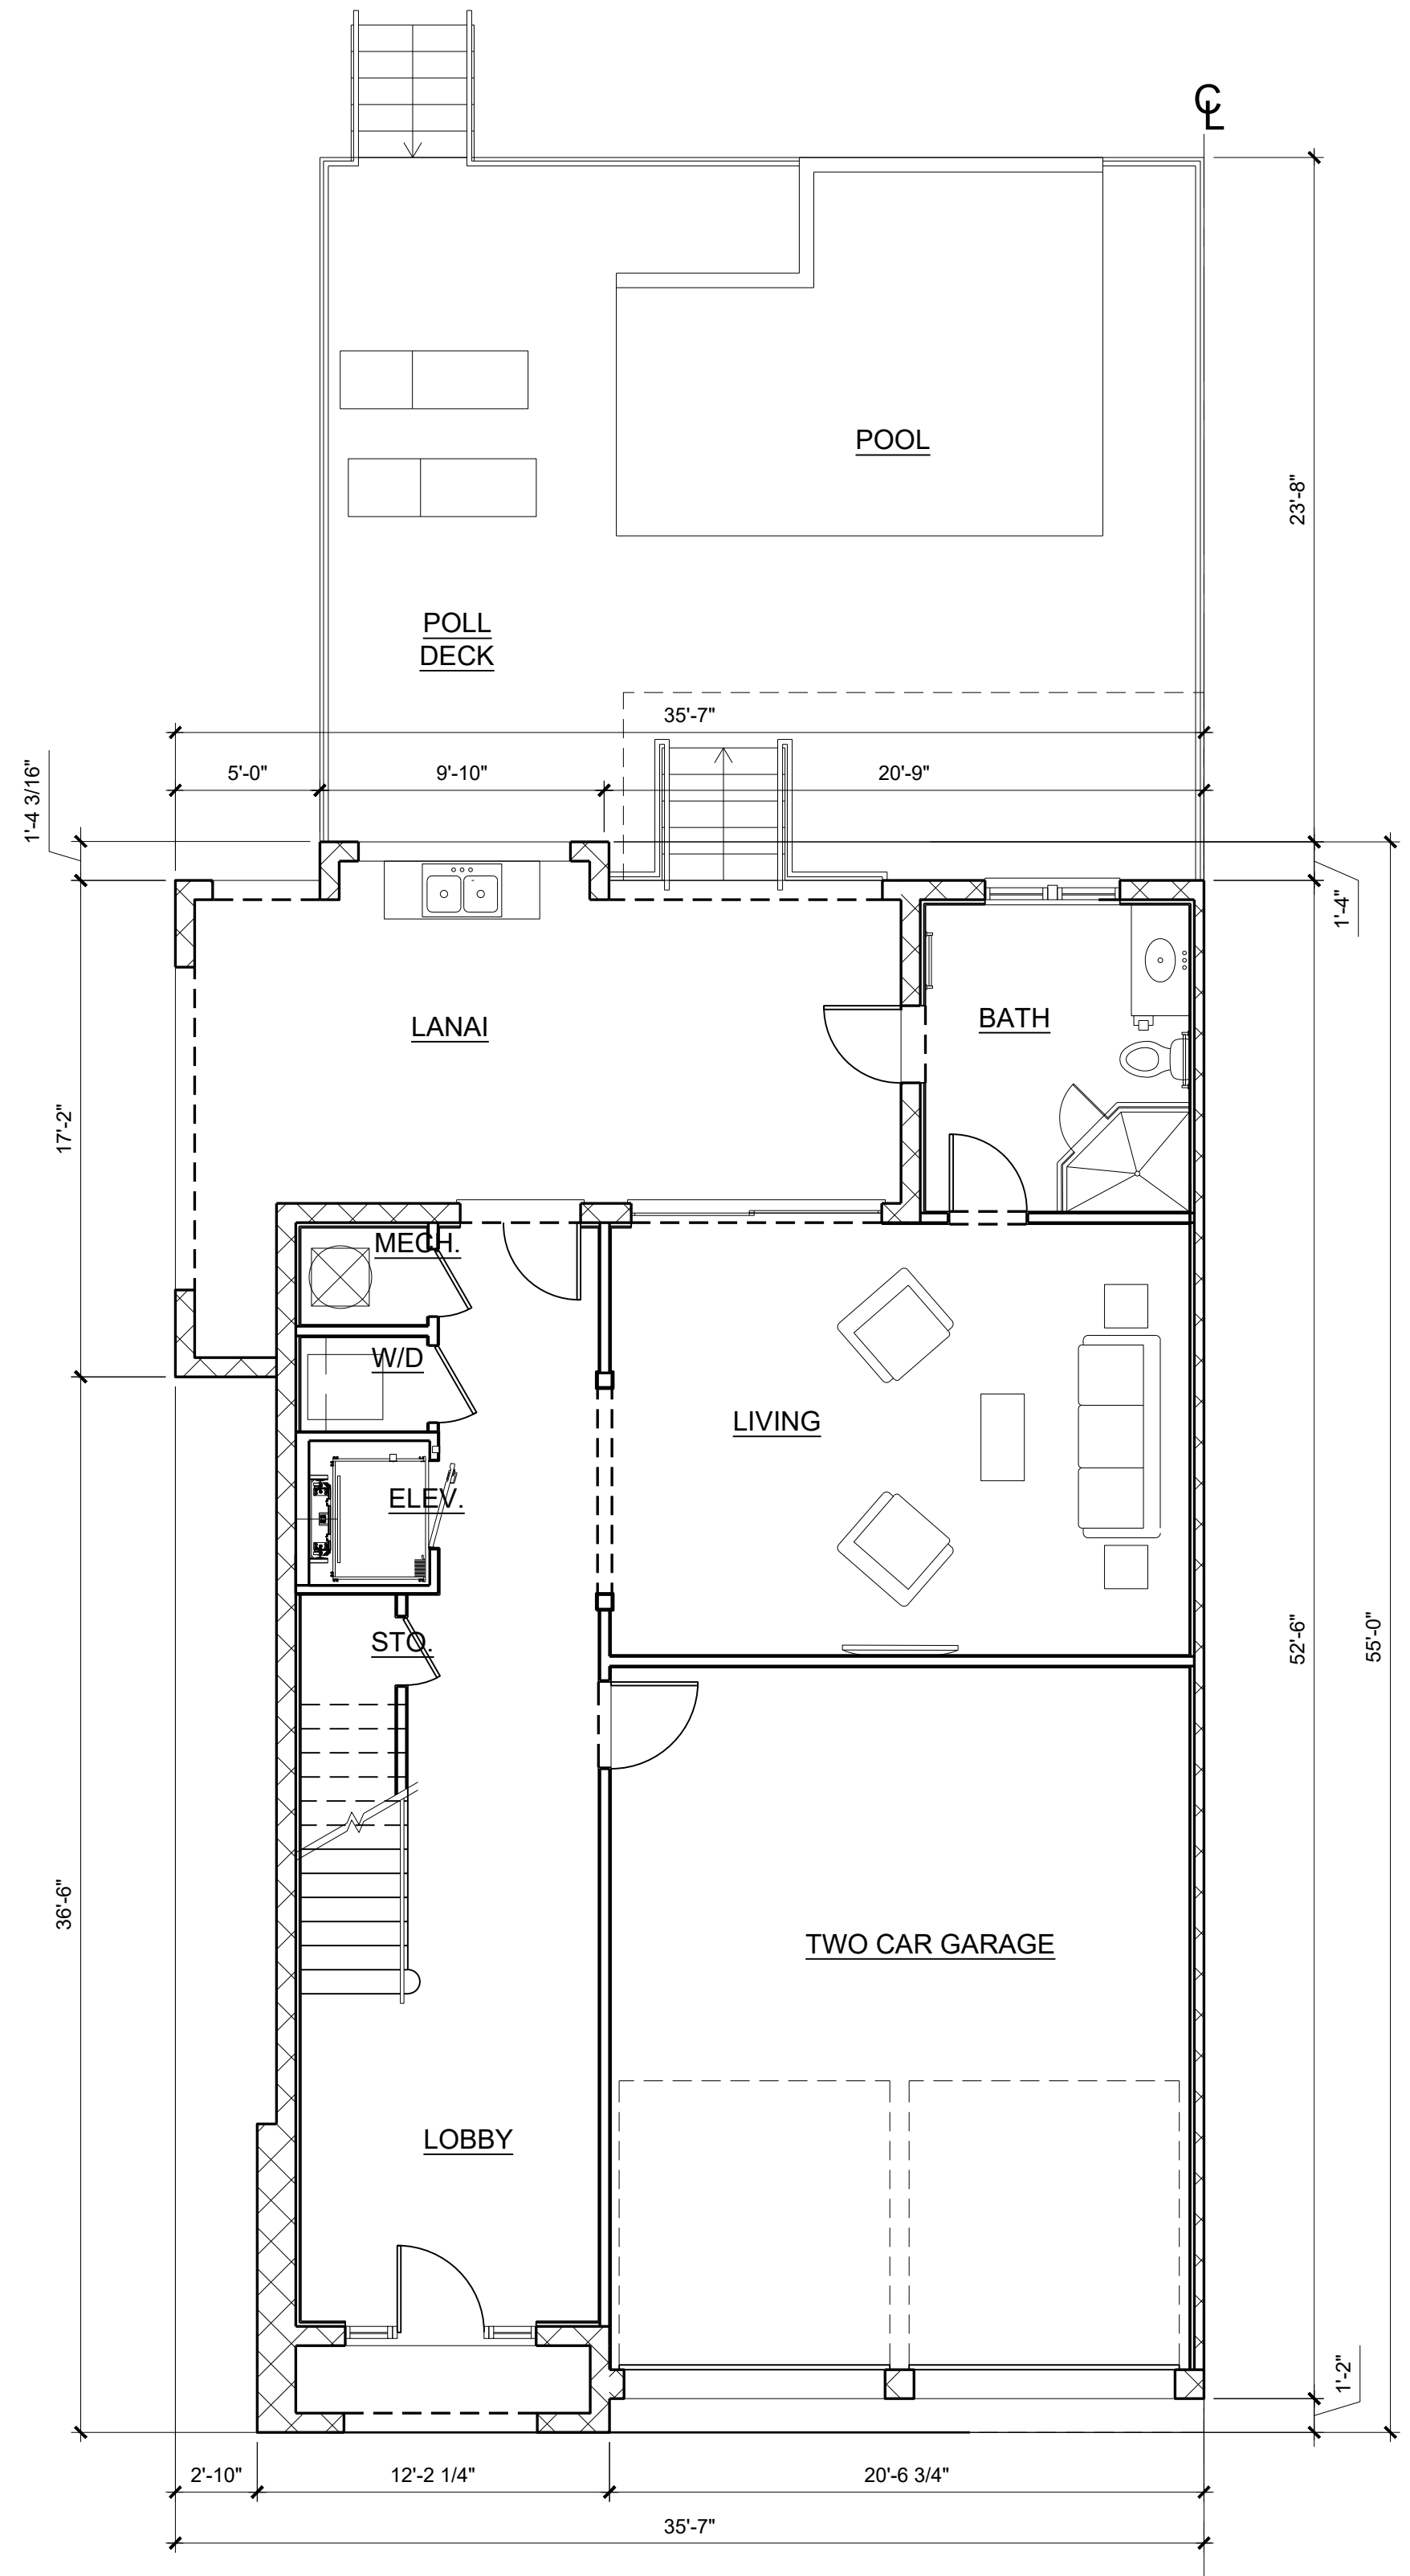 CL
POOL
23'-8"
POLL
DECK
35'-7"
5'-0"
9'-10"
20'-9"
1'-4 3/16"
1'-4"
LANAI
BATH
17'-2"
MECH.
W/D
LIVING
ELEV.
STO.
52'-6"
55'-0"
36'-6"
TWO CAR GARAGE
LOBBY
1'-2"
2'-10"
12'-2 1/4"
20'-6 3/4"
35'-7"